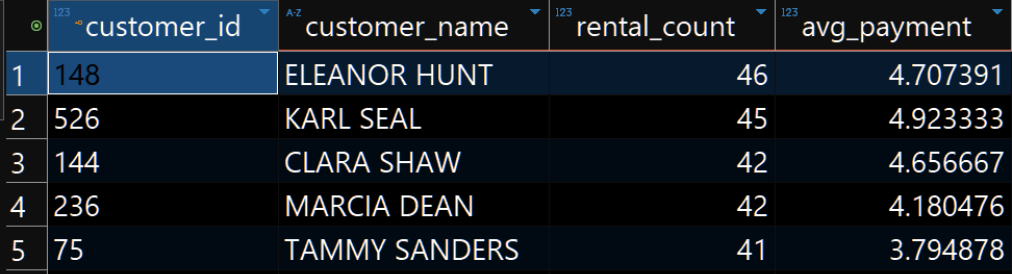 123 customer_id A-Z customer_name 123 rental_count 123 avg_payment
1 148 ELEANOR HUNT 46 4.707391
2 526 KARL SEAL 45 4.923333
3 144 CLARA SHAW 42 4.656667
4 236 MARCIA DEAN 42 4.180476
5 75 TAMMY SANDERS 41 3.794878